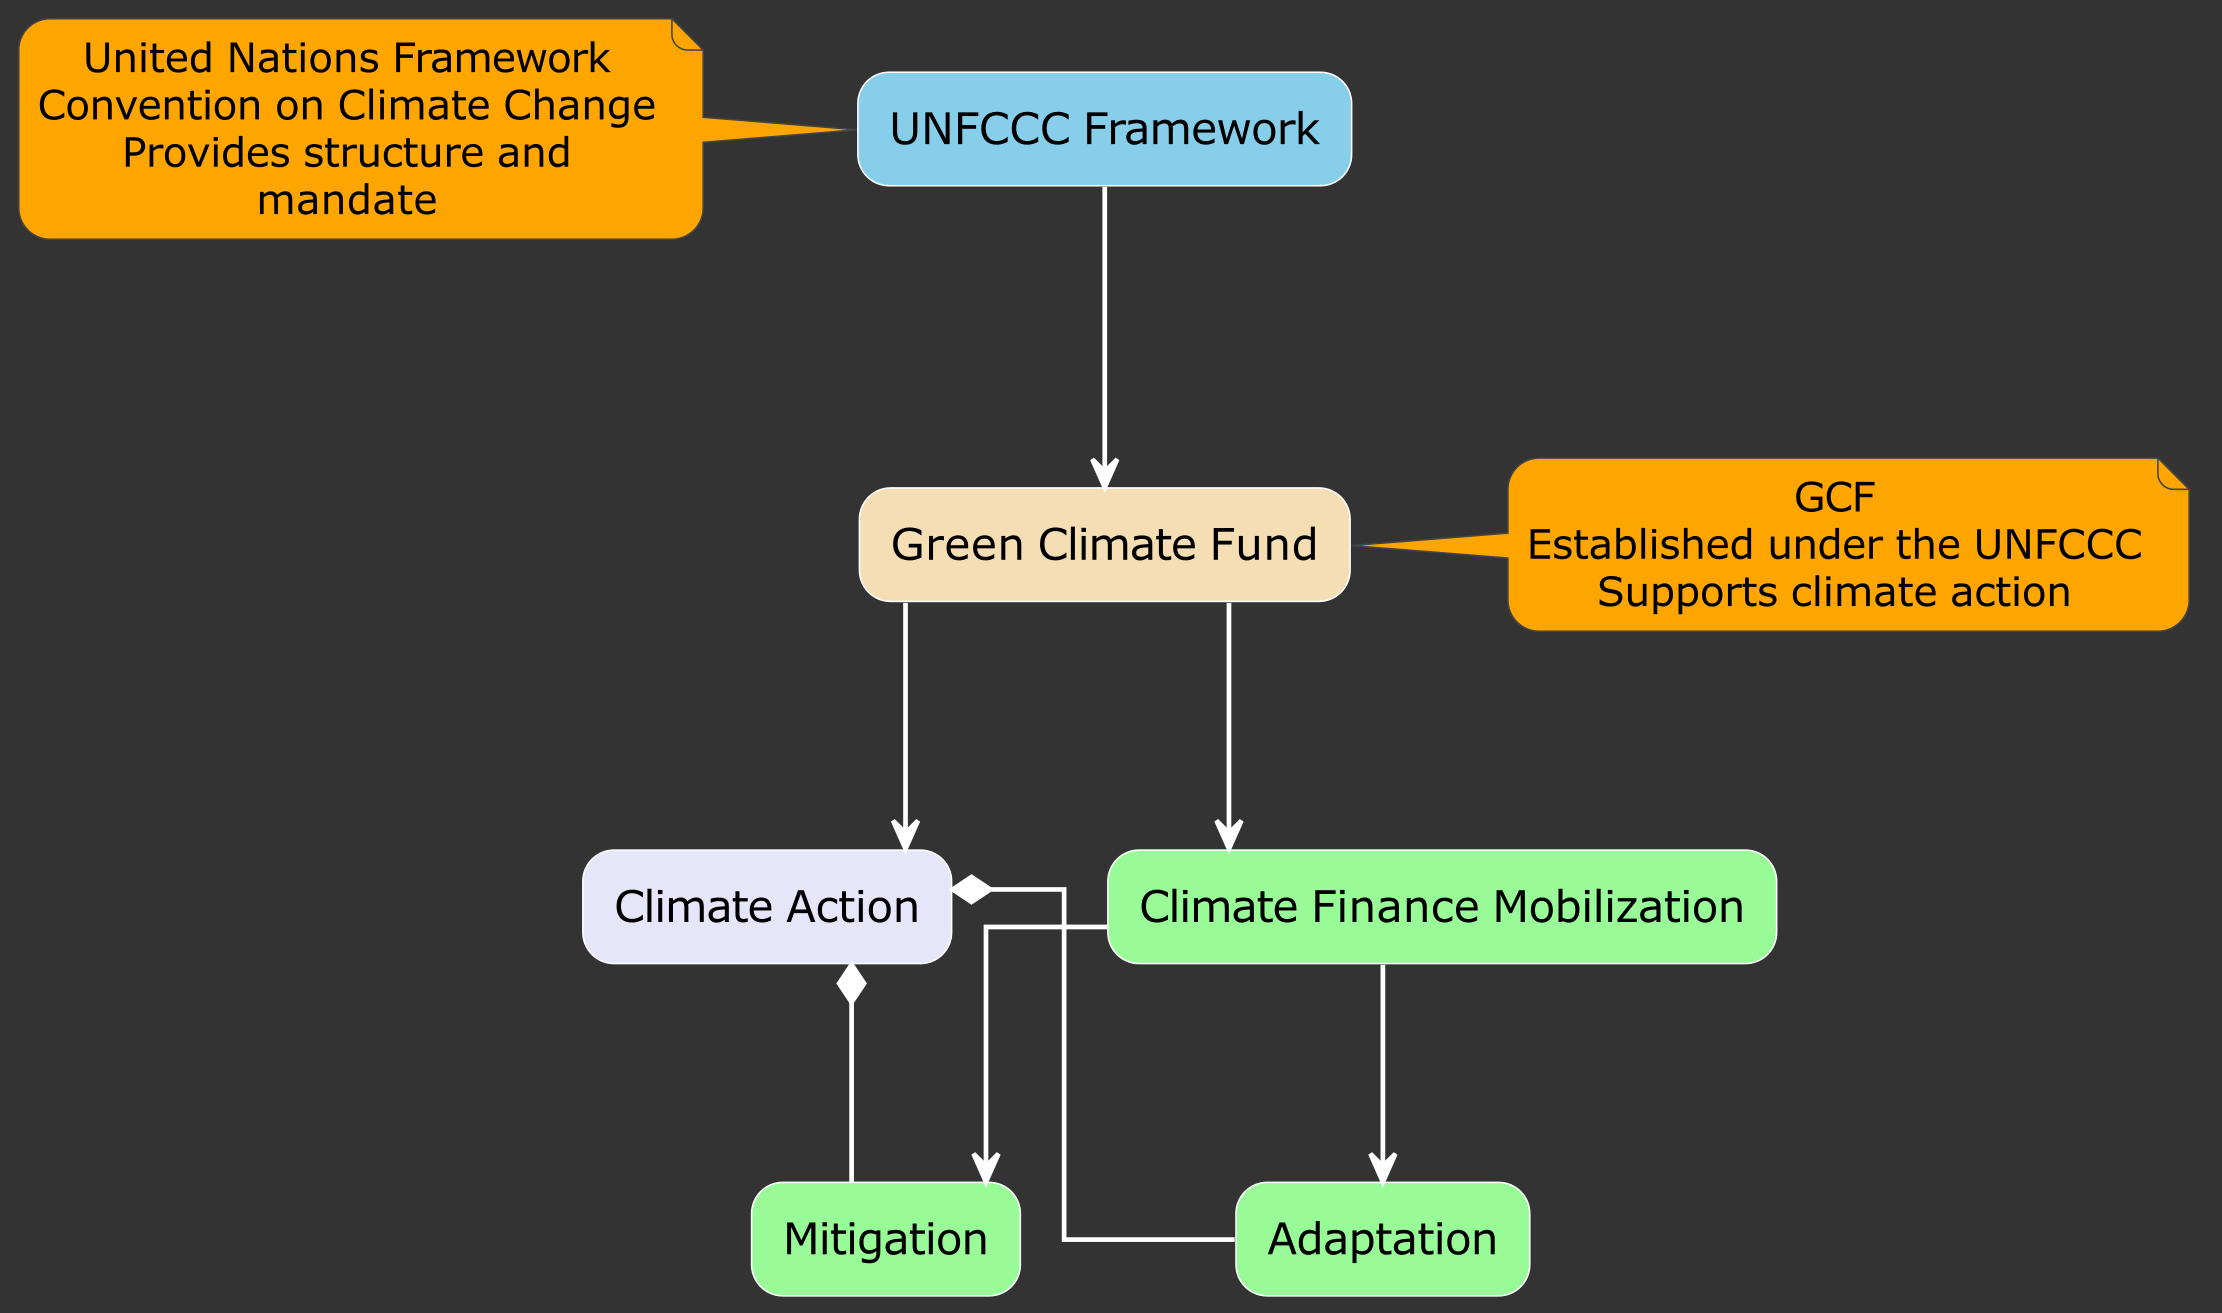 United Nations Framework
Convention on Climate Change
Provides structure and
mandate
UNFCCC Framework
GCF
Established under the UNFCCC
Supports climate action
Green Climate Fund
Climate Action
Climate Finance Mobilization
Mitigation
Adaptation